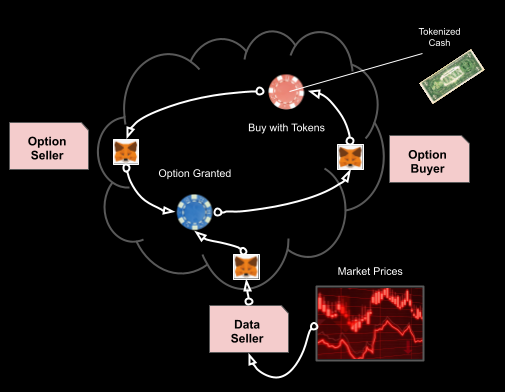 Tokenized
Cash
Buy with Tokens
Option
Seller
Option
Buyer
Option Granted
Market Prices
Data
Seller